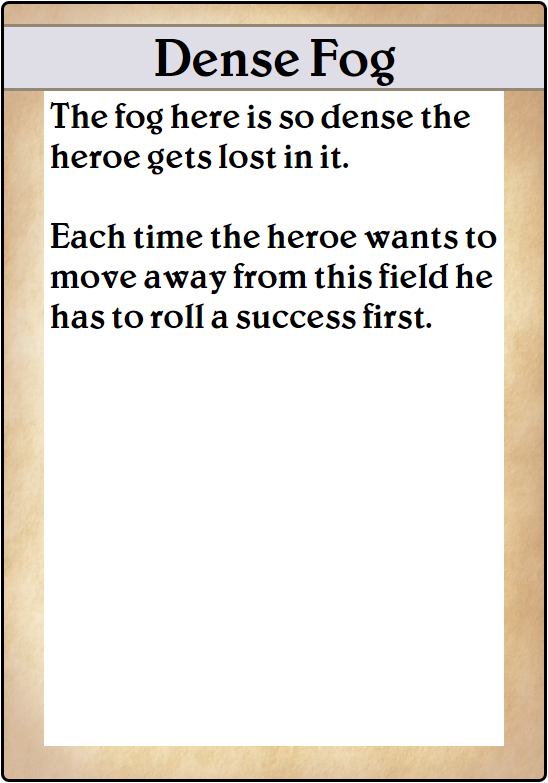 Dense Fog
The fog here is so dense the
heroe gets lost in it.
Each time the heroe wants to
move away from this field he
has to roll a success first.